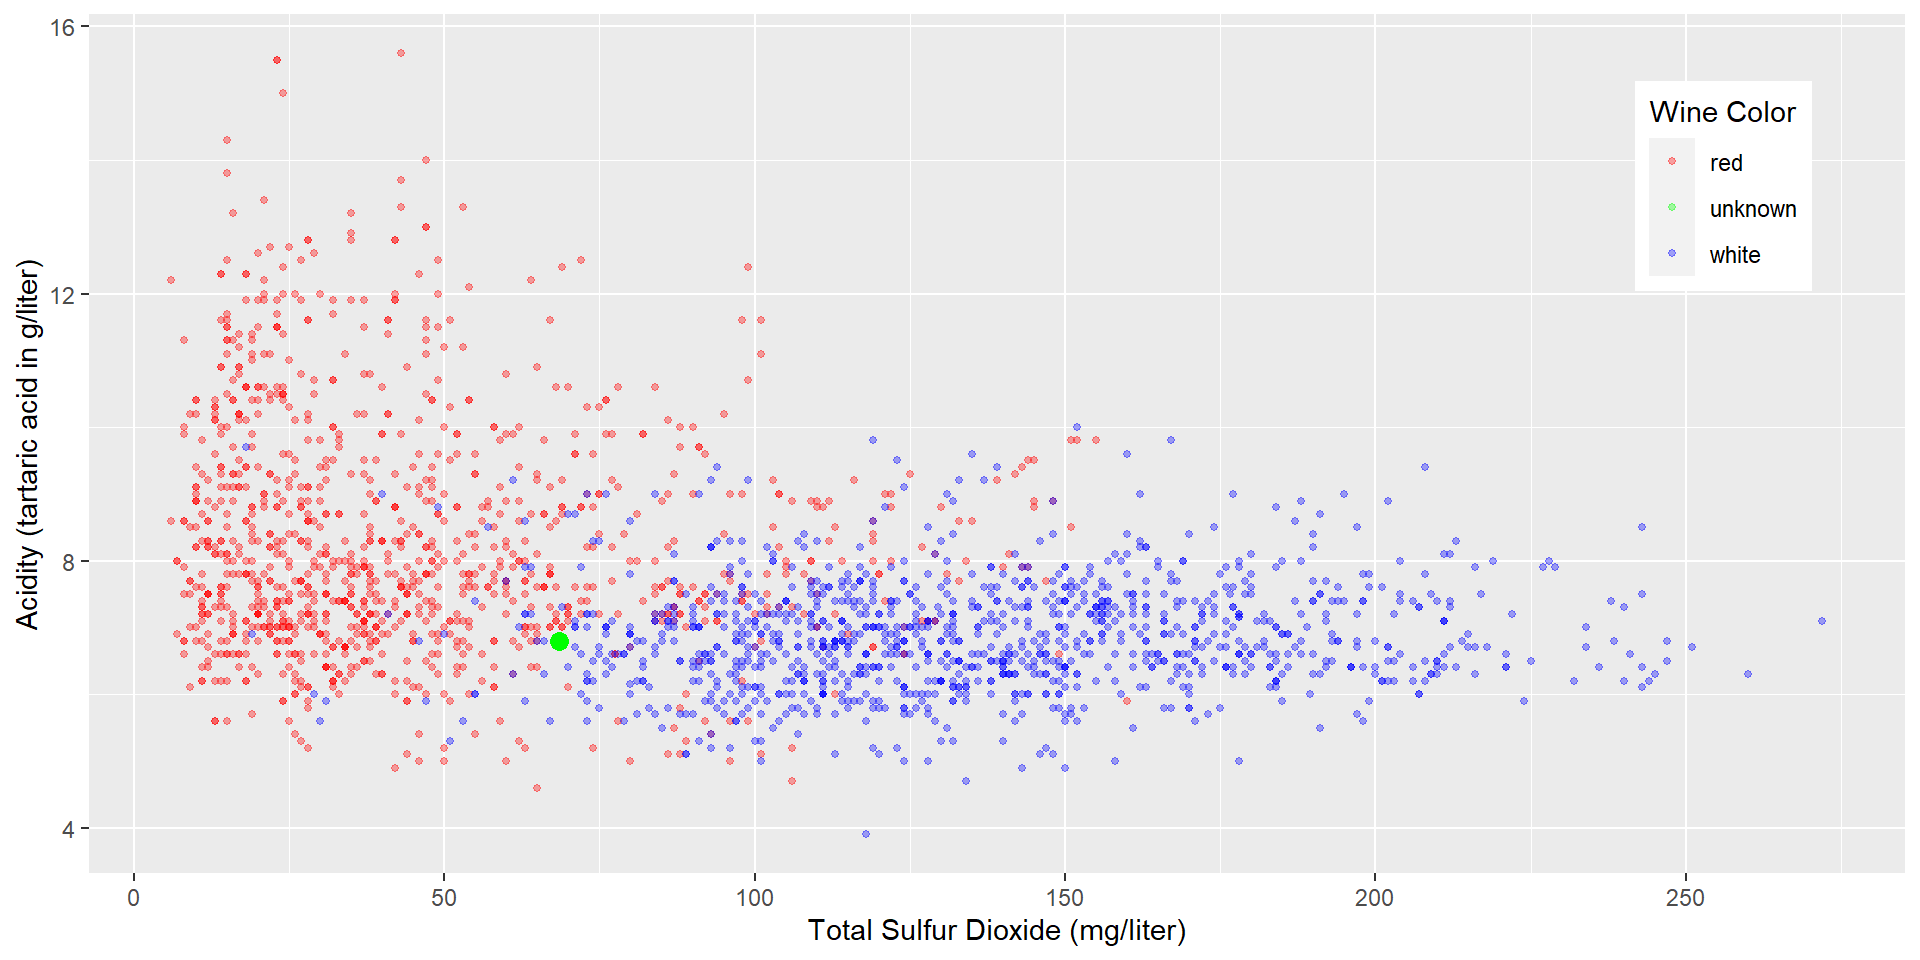 16
12
8
4
Acidity (tartaric acid in g/liter)
Wine Color
red
unknown
white
0
50
100
150
200
250
Total Sulfur Dioxide (mg/liter)